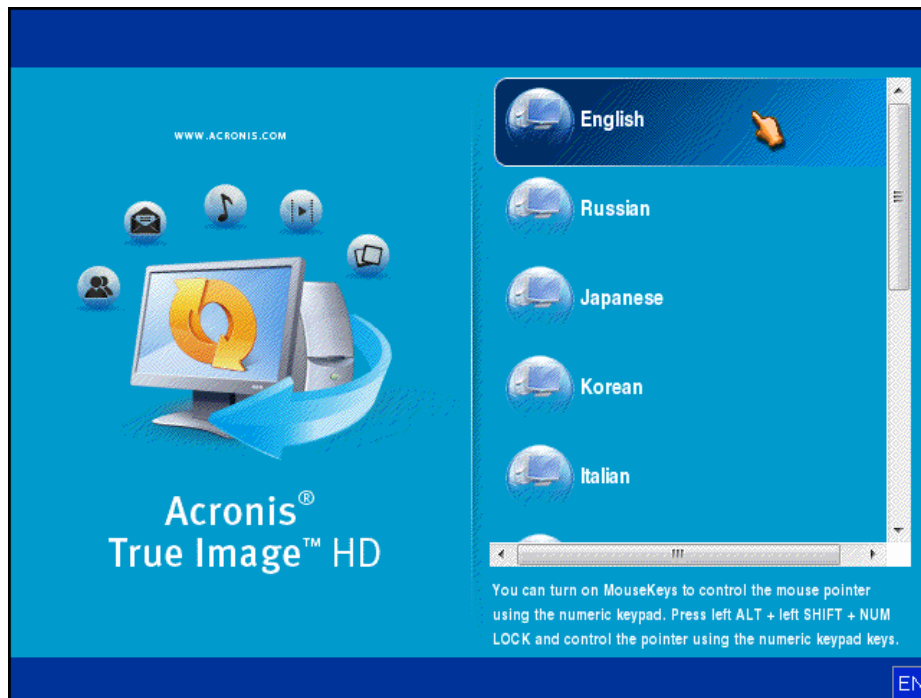 WWW.ACRONIS.COM
Acronis®
True Image™ HD
English
Russian
Japanese
Korean
Italian
You can turn on MouseKeys to control the mouse pointer
using the numeric keypad. Press left ALT + left SHIFT + NUM
LOCK and control the pointer using the numeric keypad keys.
EN